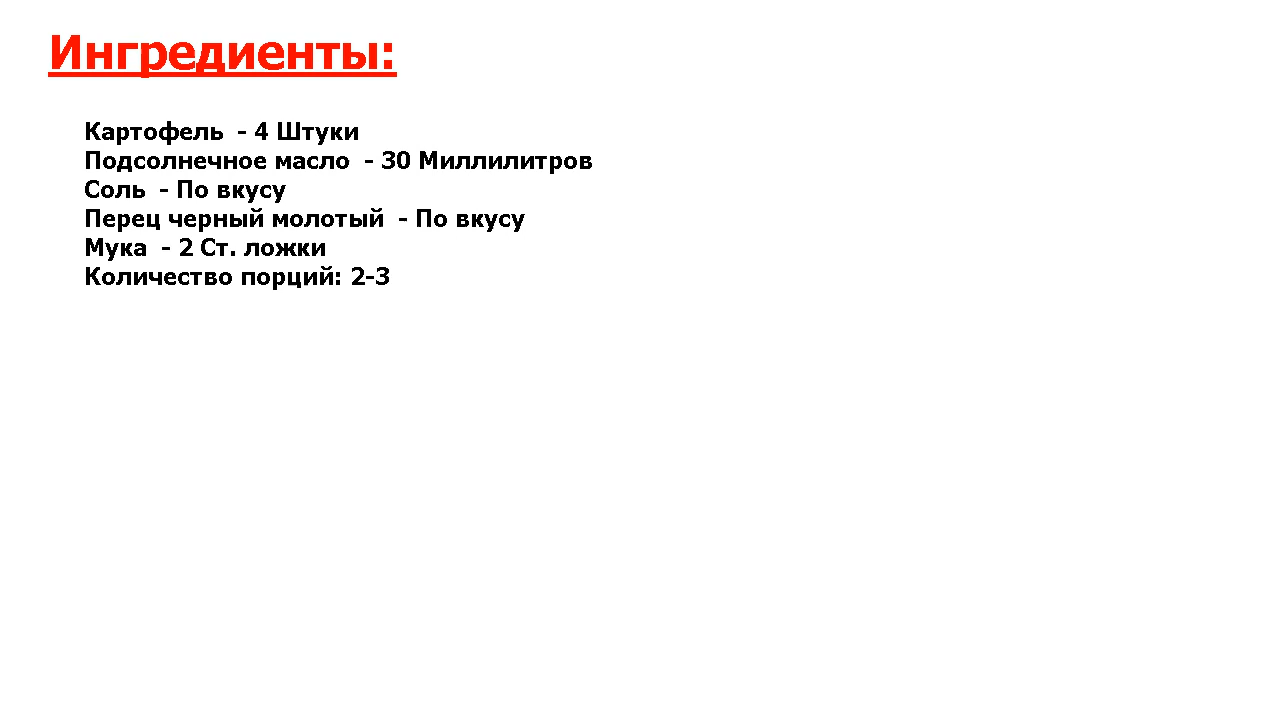 Ингредиенты:
Картофель  - 4 Штуки
Подсолнечное масло  - 30 Миллилитров
Соль  - По вкусу
Перец черный молотый  - По вкусу
Мука  - 2 Ст. ложки
Количество порций: 2-3